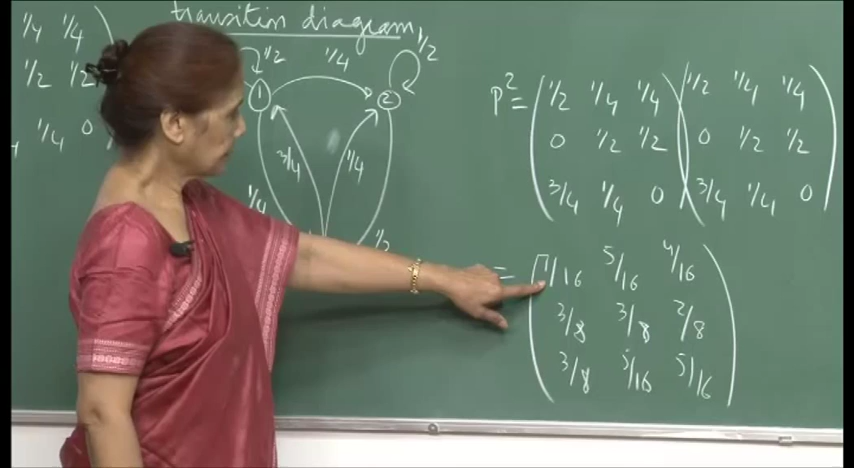 transition diagram
1/4 1/4
1/2 1/2
1/4 0
1/2 1/4 1/2
1 2
3/4 1/4
1/4 1/2
P² = (1/2 1/4 1/4) (1/2 1/4 1/4)
0 1/2 1/2 0 1/2 1/2
3/4 1/4 0 3/4 1/4 0
= (7/16 5/16 4/16)
3/8 3/8 2/8
3/8 5/16 5/16